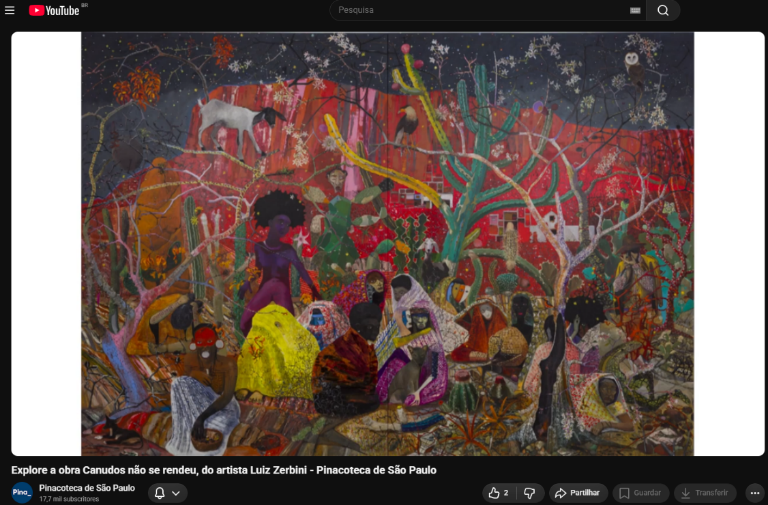 YouTube BR
Pesquisa
Explore a obra Canudos não se rendeu, do artista Luiz Zerbini - Pinacoteca de São Paulo
Pina_
Pinacoteca de São Paulo
17,7 mil subscritores
2
Partilhar
Guardar
Transferir